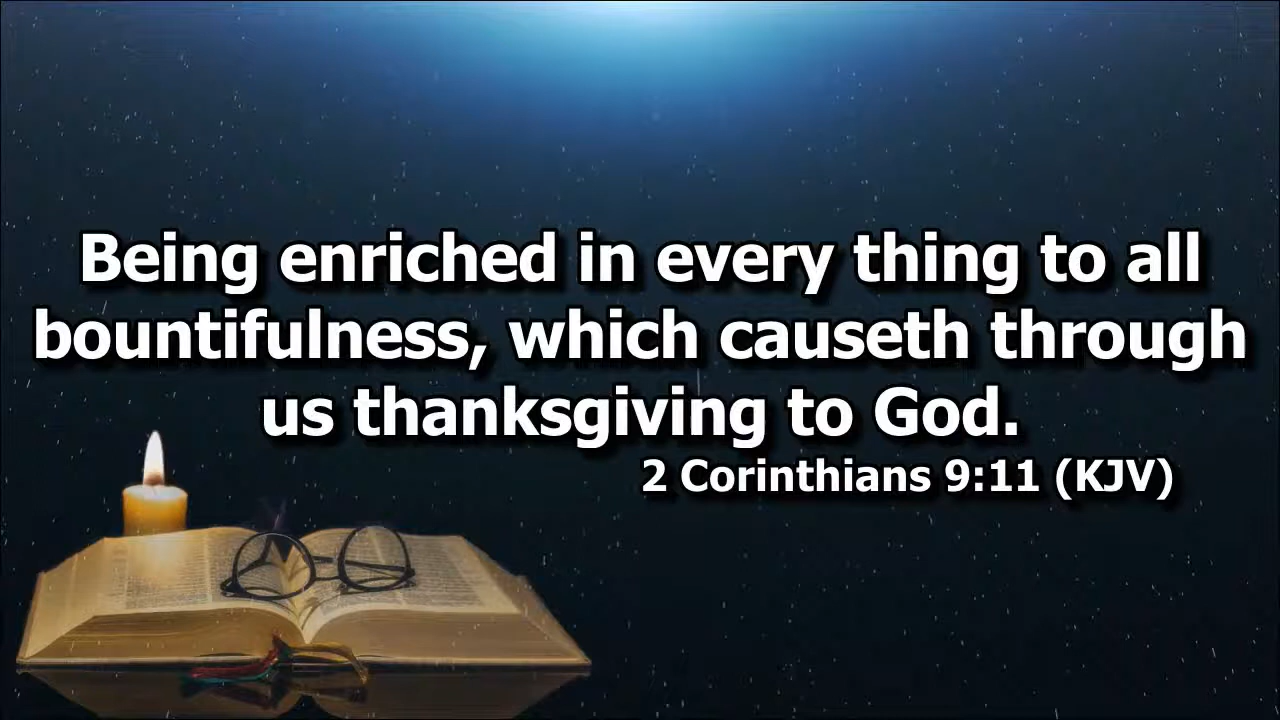 Being enriched in every thing to all
bountifulness, which causeth through
us thanksgiving to God.
2 Corinthians 9:11 (KJV)